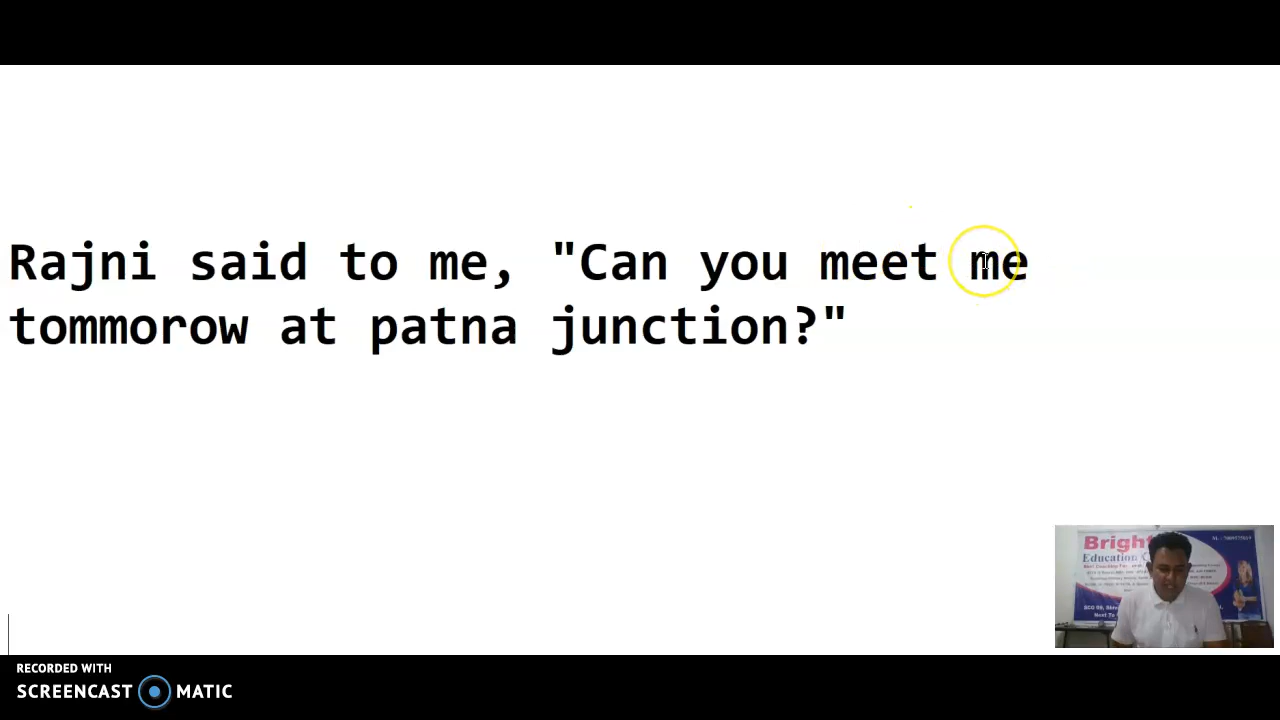 Rajni said to me, "Can you meet me
tommorow at patna junction?"
Bright
Education
RECORDED WITH
SCREENCAST MATIC